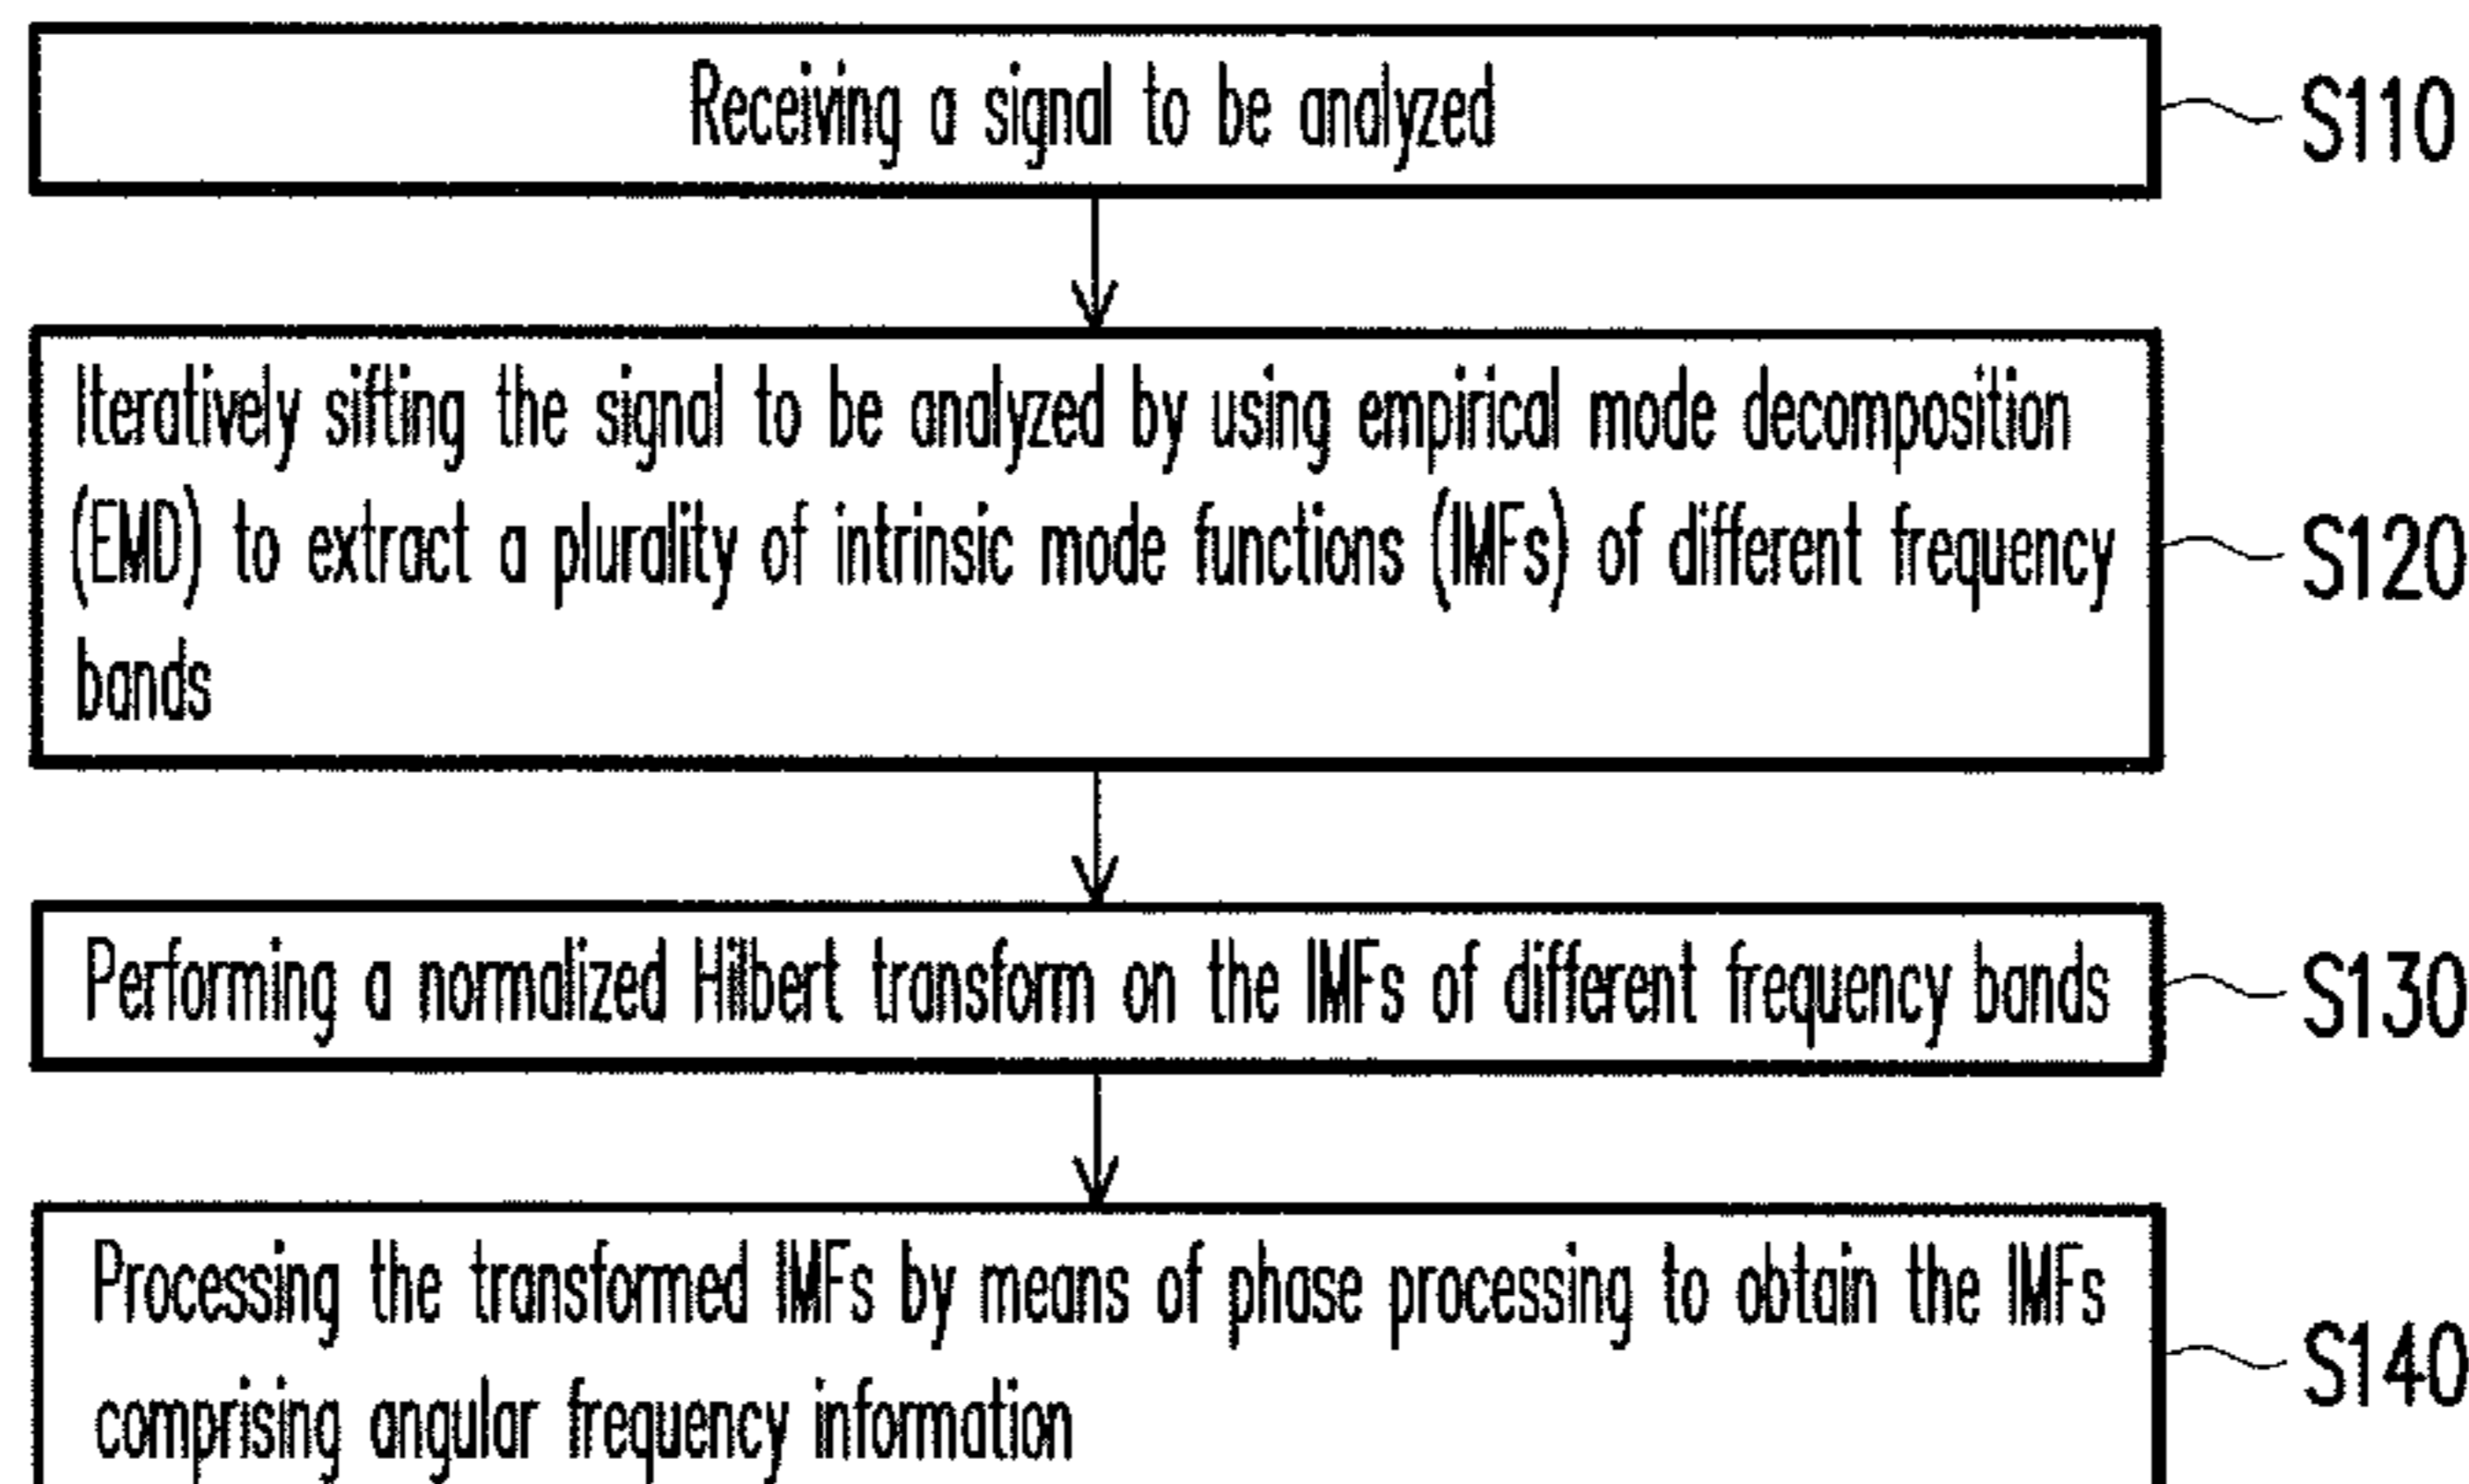 Receiving a signal to be analyzed
S110
Iteratively sifting the signal to be analyzed by using empirical mode decomposition
(EMD) to extract a plurality of intrinsic mode functions (IMFs) of different frequency
bands
S120
Performing a normalized Hilbert transform on the IMFs of different frequency bands
S130
Processing the transformed IMFs by means of phase processing to obtain the IMFs
comprising angular frequency information
S140